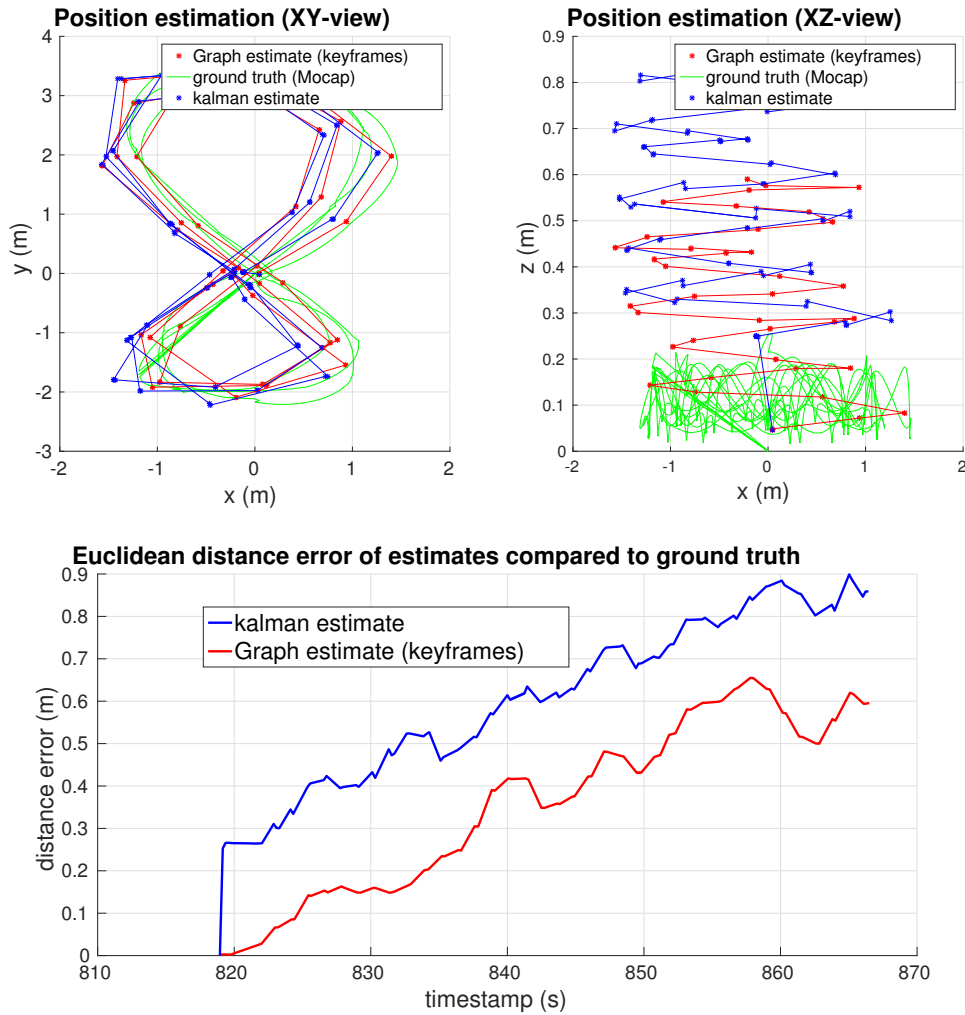 Position estimation (XY-view)
4
3
2
1
0
-1
-2
-3
y (m)
-2
-1
0
1
2
x (m)
Graph estimate (keyframes)
ground truth (Mocap)
kalman estimate
Position estimation (XZ-view)
0.9
0.8
0.7
0.6
0.5
0.4
0.3
0.2
0.1
0
z (m)
-2
-1
0
1
2
x (m)
Graph estimate (keyframes)
ground truth (Mocap)
kalman estimate
Euclidean distance error of estimates compared to ground truth
0.9
0.8
0.7
0.6
0.5
0.4
0.3
0.2
0.1
0
distance error (m)
810
820
830
840
850
860
870
timestamp (s)
kalman estimate
Graph estimate (keyframes)